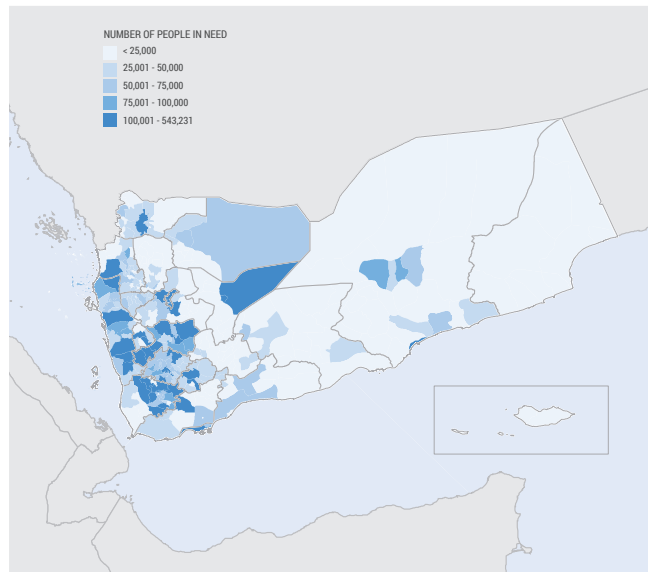 NUMBER OF PEOPLE IN NEED
< 25,000
25,001 - 50,000
50,001 - 75,000
75,001 - 100,000
100,001 - 543,231